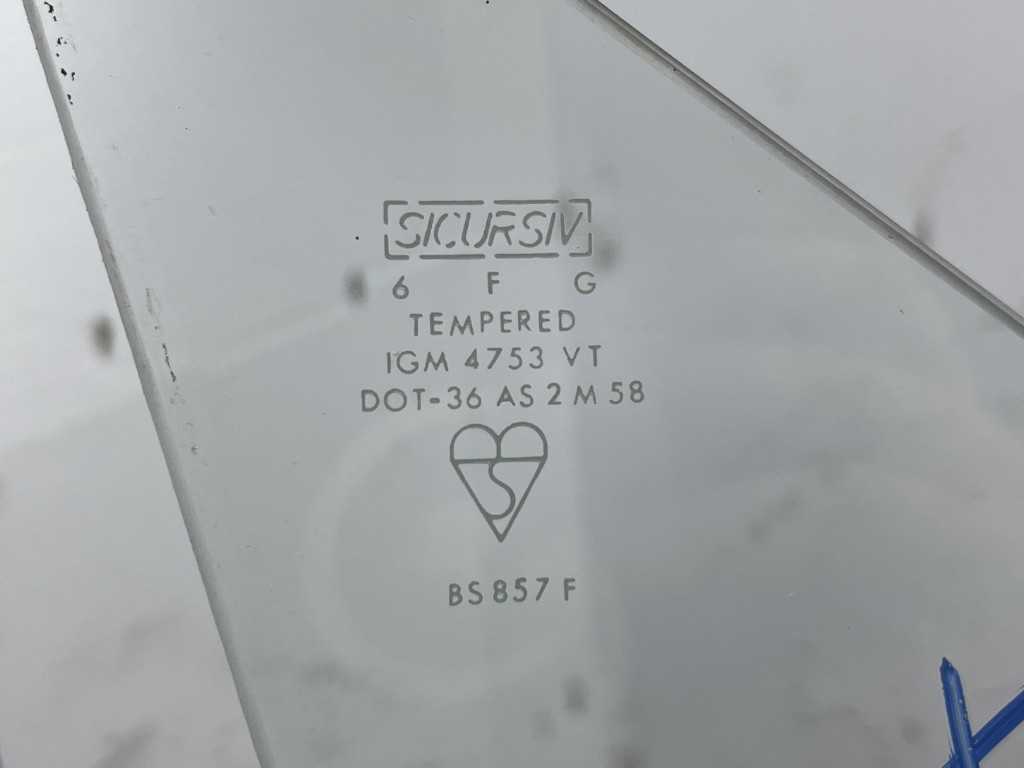 SICURSIV
6 F G
TEMPERED
IGM 4753 VT
DOT-36 AS 2 M 58
BS 857 F